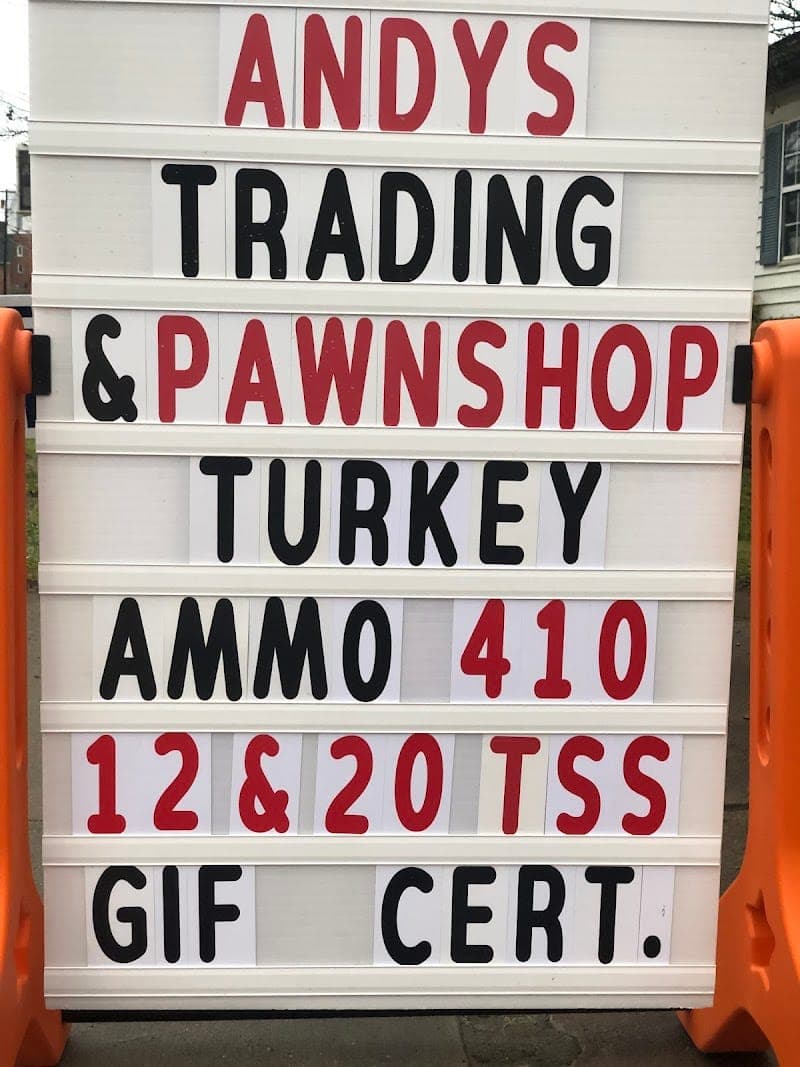 ANDYS
TRADING
&PAWNSHOP
TURKEY
AMMO 410
12&20 TSS
GIF CERT.